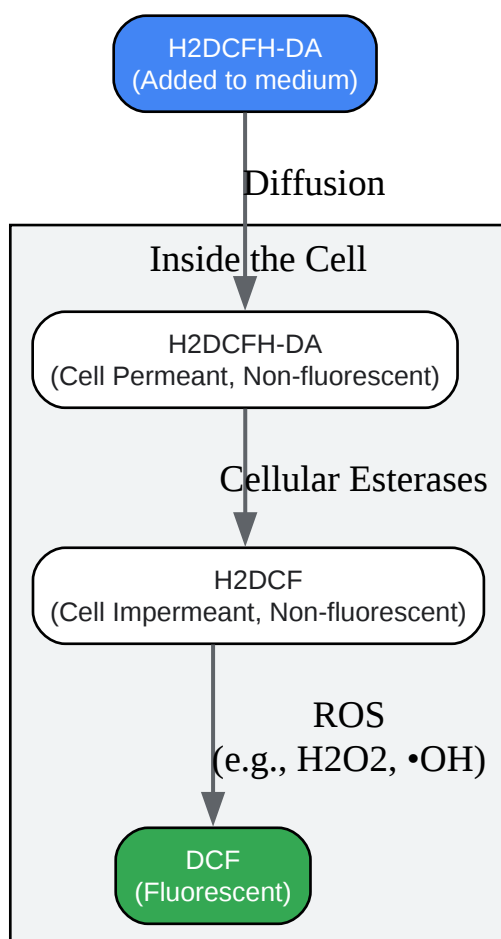 H2DCFH-DA
(Added to medium)
Diffusion
Inside the Cell
H2DCFH-DA
(Cell Permeant, Non-fluorescent)
Cellular Esterases
H2DCF
(Cell Impermeant, Non-fluorescent)
ROS
(e.g., H2O2, •OH)
DCF
(Fluorescent)